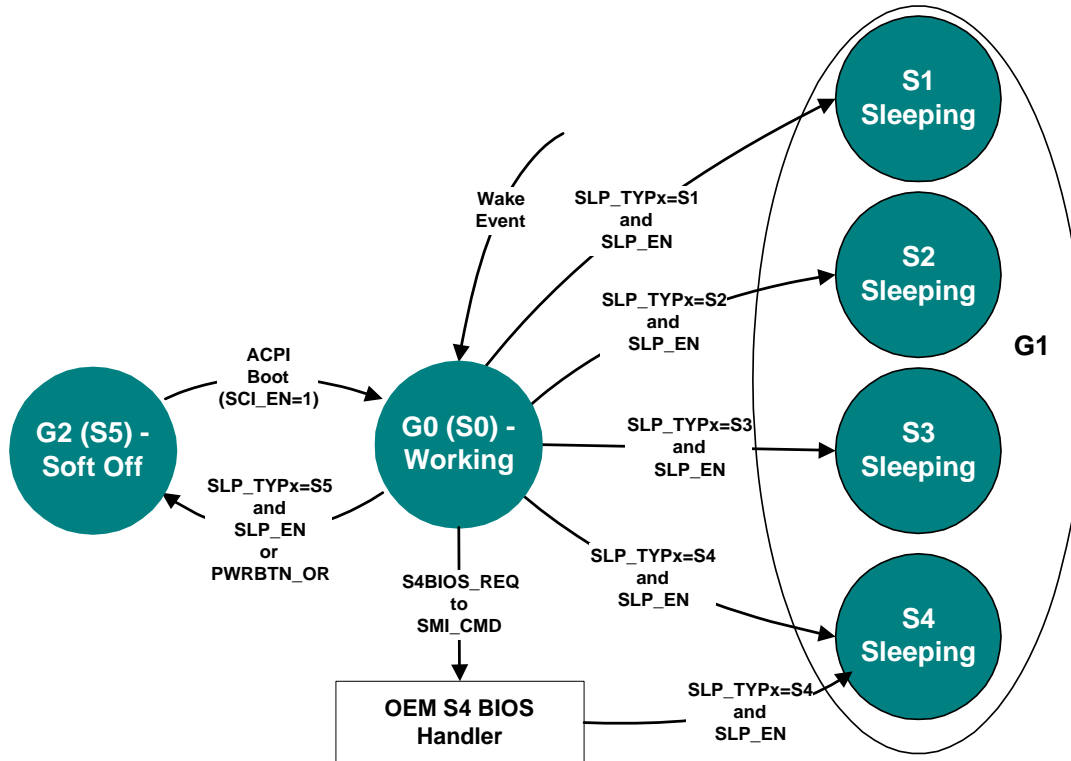 S1
Sleeping
Wake
Event
SLP_TYPx=S1
and
SLP_EN
S2
Sleeping
SLP_TYPx=S2
and
SLP_EN
G1
ACPI
Boot
(SCI_EN=1)
G2 (S5) -
Soft Off
G0 (S0) -
Working
SLP_TYPx=S3
and
SLP_EN
S3
Sleeping
SLP_TYPx=S5
and
SLP_EN
or
PWRBTN_OR
SLP_TYPx=S4
and
SLP_EN
S4BIOS_REQ
to
SMI_CMD
S4
Sleeping
OEM S4 BIOS
Handler
SLP_TYPx=S4
and
SLP_EN